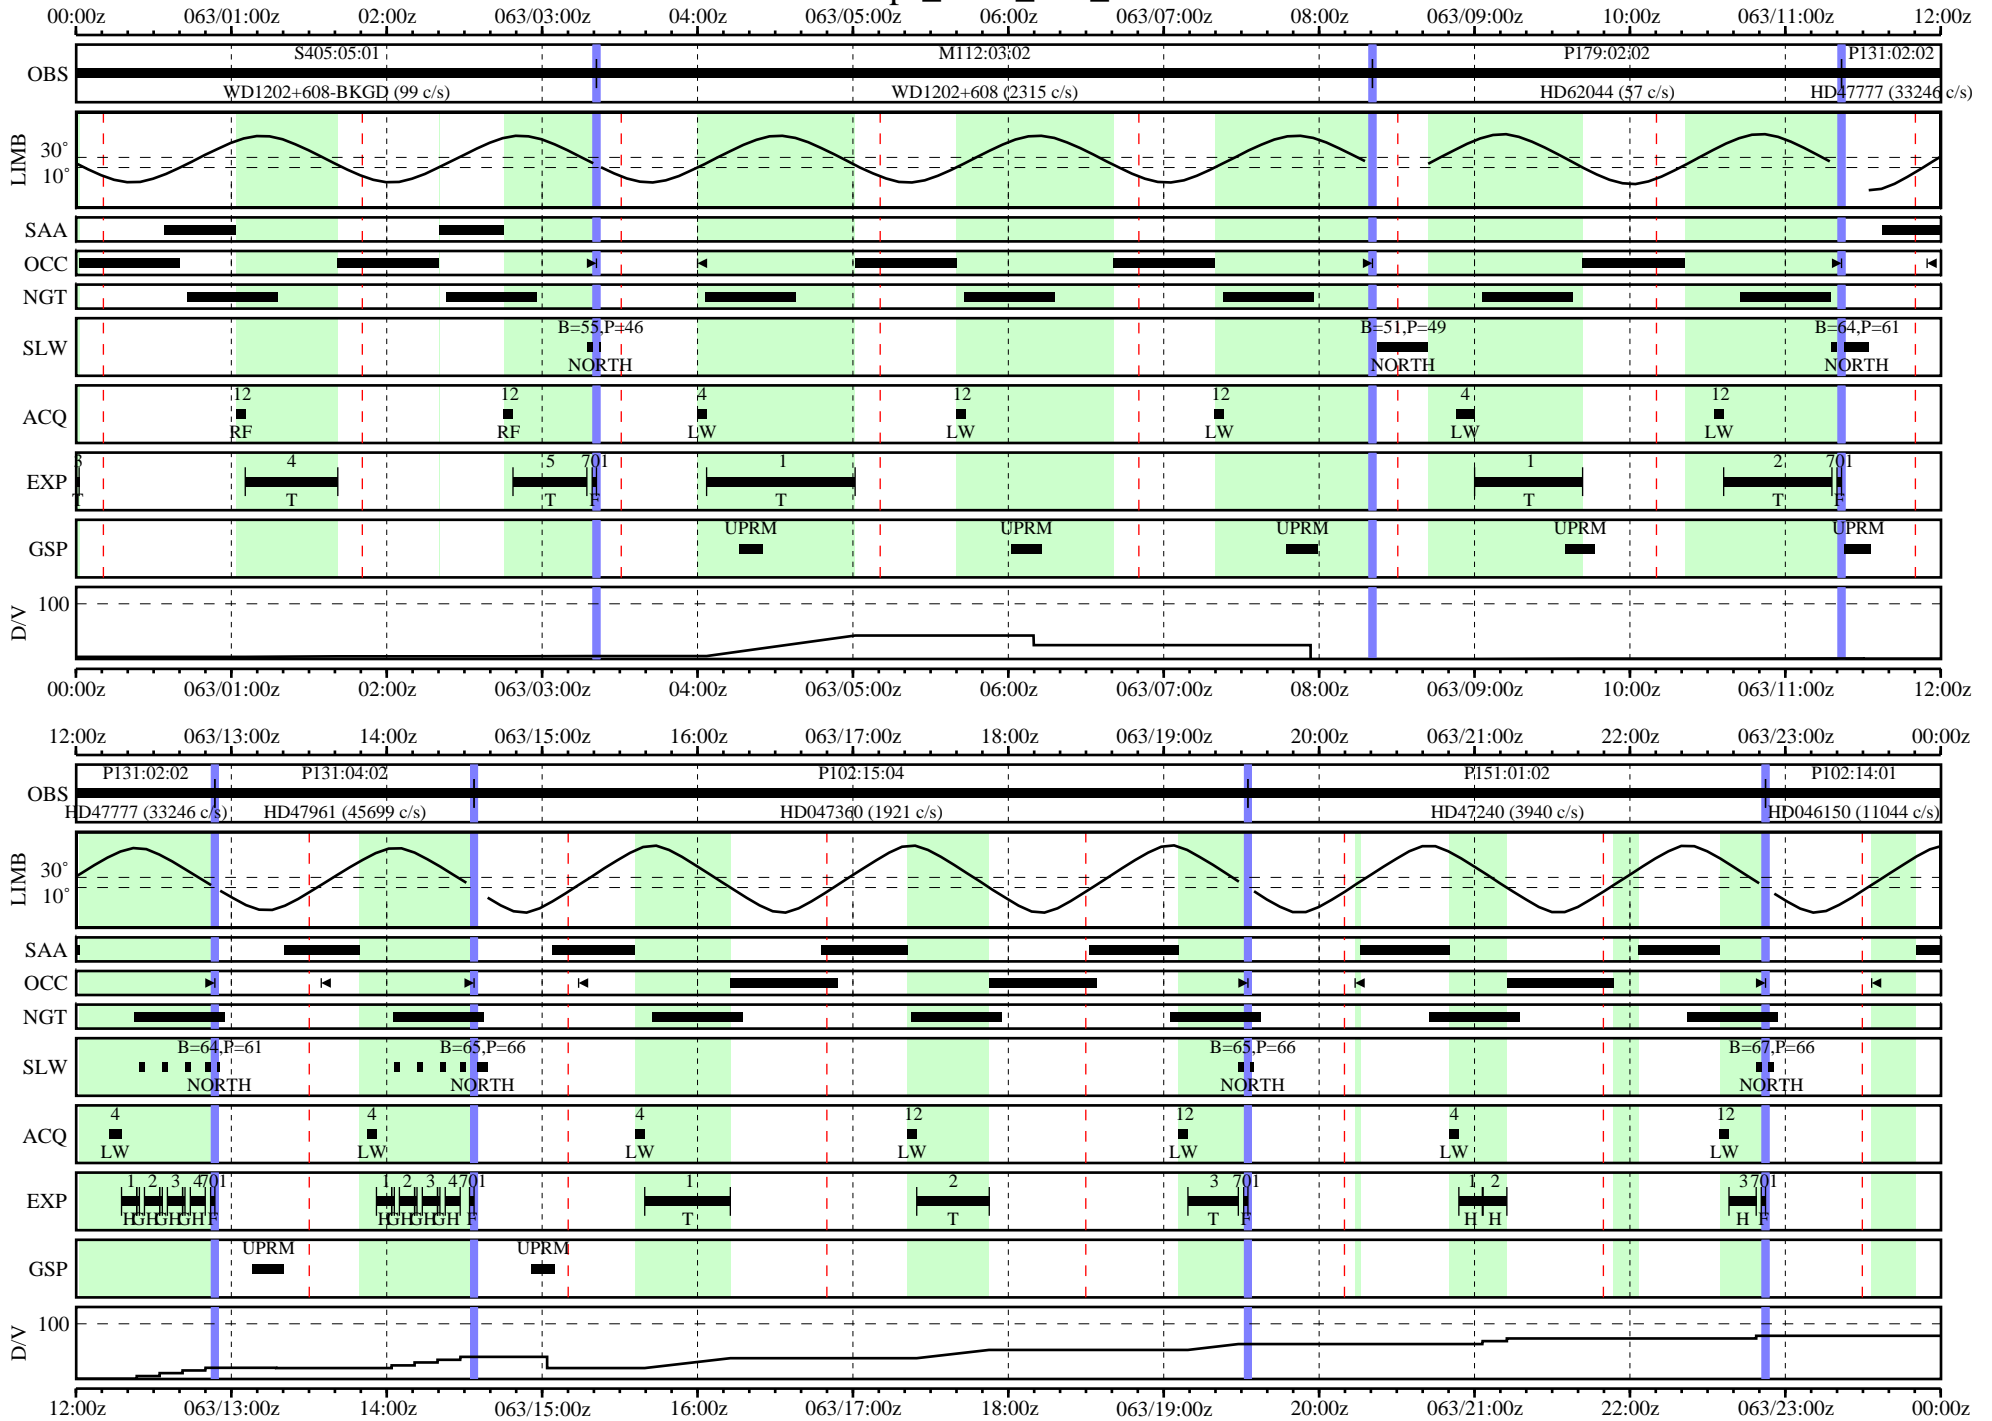 00:00z 063/01:00z 02:00z 063/03:00z 04:00z 063/05:00z 06:00z 063/07:00z 08:00z 063/09:00z 10:00z 063/11:00z 12:00z
S405:05:01 M112:03:02 P179:02:02 P131:02:02
OBS
WD1202+608-BKGD (99 c/s) WD1202+608 (2315 c/s) HD62044 (57 c/s) HD47777 (33246 c/s)
LIMB 30° 10°
SAA
OCC
NGT
B=55,P=46 B=51,P=49 B=64,P=61
SLW
NORTH NORTH NORTH
12 12 4 12 12 4 12
ACQ
RF RF LW LW LW LW LW
3 4 5 701 1 1 2 701
EXP
T T T F T T T F
UPRM UPRM UPRM UPRM UPRM
GSP
D/V 100
00:00z 063/01:00z 02:00z 063/03:00z 04:00z 063/05:00z 06:00z 063/07:00z 08:00z 063/09:00z 10:00z 063/11:00z 12:00z
12:00z 063/13:00z 14:00z 063/15:00z 16:00z 063/17:00z 18:00z 063/19:00z 20:00z 063/21:00z 22:00z 063/23:00z 00:00z
P131:02:02 P131:04:02 P102:15:04 P151:01:02 P102:14:01
OBS
HD47777 (33246 c/s) HD47961 (45699 c/s) HD047360 (1921 c/s) HD47240 (3940 c/s) HD046150 (11044 c/s)
LIMB 30° 10°
SAA
OCC
NGT
B=64,P=61 B=65,P=66 B=65,P=66 B=67,P=66
SLW
NORTH NORTH NORTH NORTH
4 4 4 12 12 4 12
ACQ
LW LW LW LW LW LW LW
1 2 3 4 701 1 2 3 4 701 1 2 3 701 1 2 3 701
EXP
H G H G H G H F H G H G H G H F T T T F H H H F
UPRM UPRM
GSP
D/V 100
12:00z 063/13:00z 14:00z 063/15:00z 16:00z 063/17:00z 18:00z 063/19:00z 20:00z 063/21:00z 22:00z 063/23:00z 00:00z